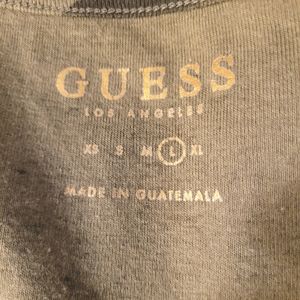 GUESS
LOS ANGELES
XS S M L XL
MADE IN GUATEMALA